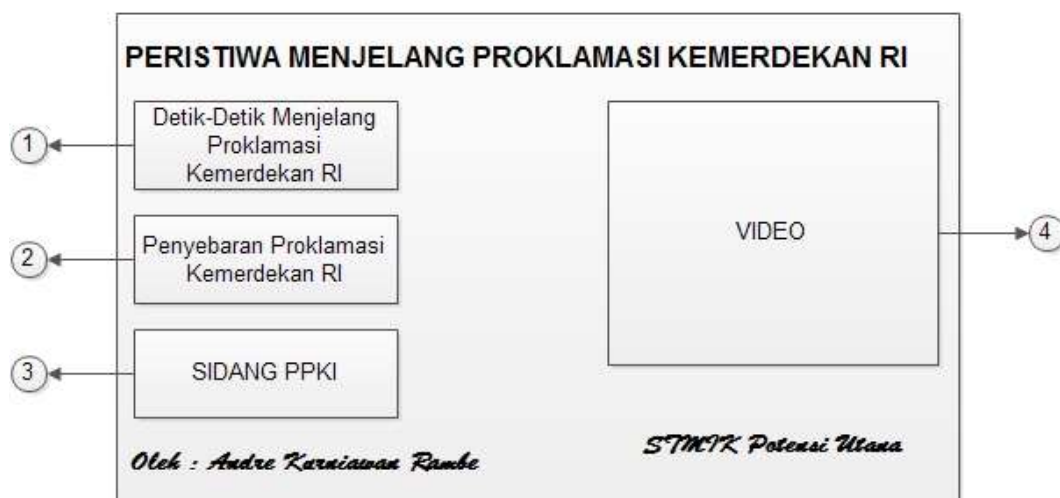 PERISTIWA MENJELANG PROKLAMASI KEMERDEKAN RI
1
Detik-Detik Menjelang
Proklamasi
Kemerdekan RI
2
Penyebaran Proklamasi
Kemerdekan RI
3
SIDANG PPKI
VIDEO
4
Oleh : Andre Kurniawan Rambe
STMIK Potensi Utana